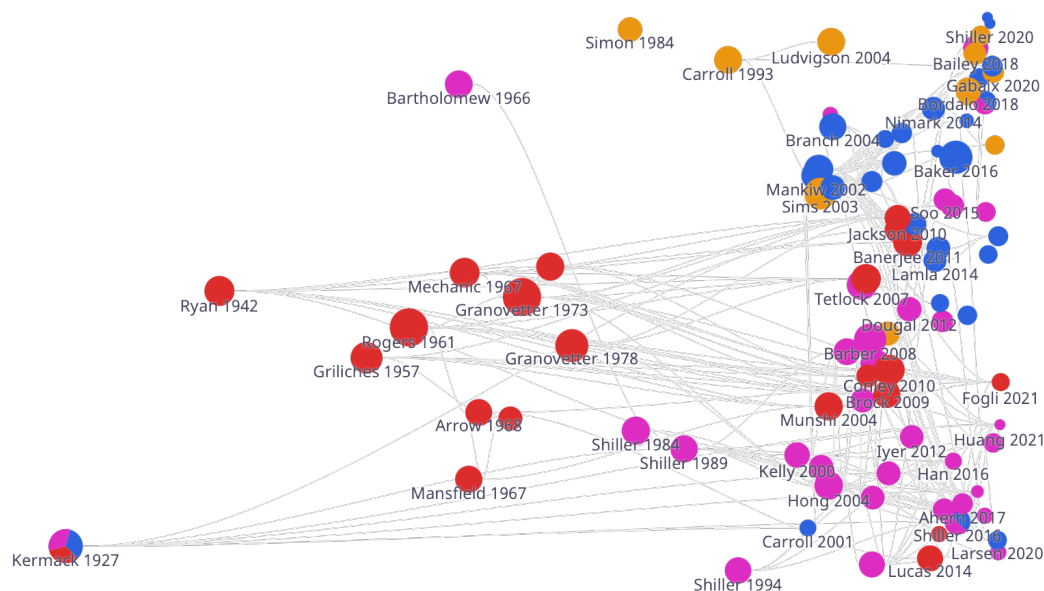 Shiller 2020
Simon 1984
Ludvigson 2004
Bailey 2018
Carroll 1993
Gabaix 2020
Bartholomew 1966
Bordalo 2018
Nimark 2014
Branch 2004
Baker 2016
Mankiw 2002
Sims 2003
Soo 2015
Jackson 2010
Banerjee 2011
Lamla 2014
Mechanic 1967
Ryan 1942
Tetlock 2007
Granovetter 1973
Dougal 2012
Rogers 1961
Barber 2008
Granovetter 1978
Griliches 1957
Conley 2010
Fogli 2021
Brock 2009
Munshi 2004
Arrow 1968
Huang 2021
Shiller 1984
Iyer 2012
Shiller 1989
Kelly 2000
Han 2016
Mansfield 1967
Hong 2004
Ahern 2017
Shiller 2016
Carroll 2001
Larsen 2020
Kermack 1927
Lucas 2014
Shiller 1994